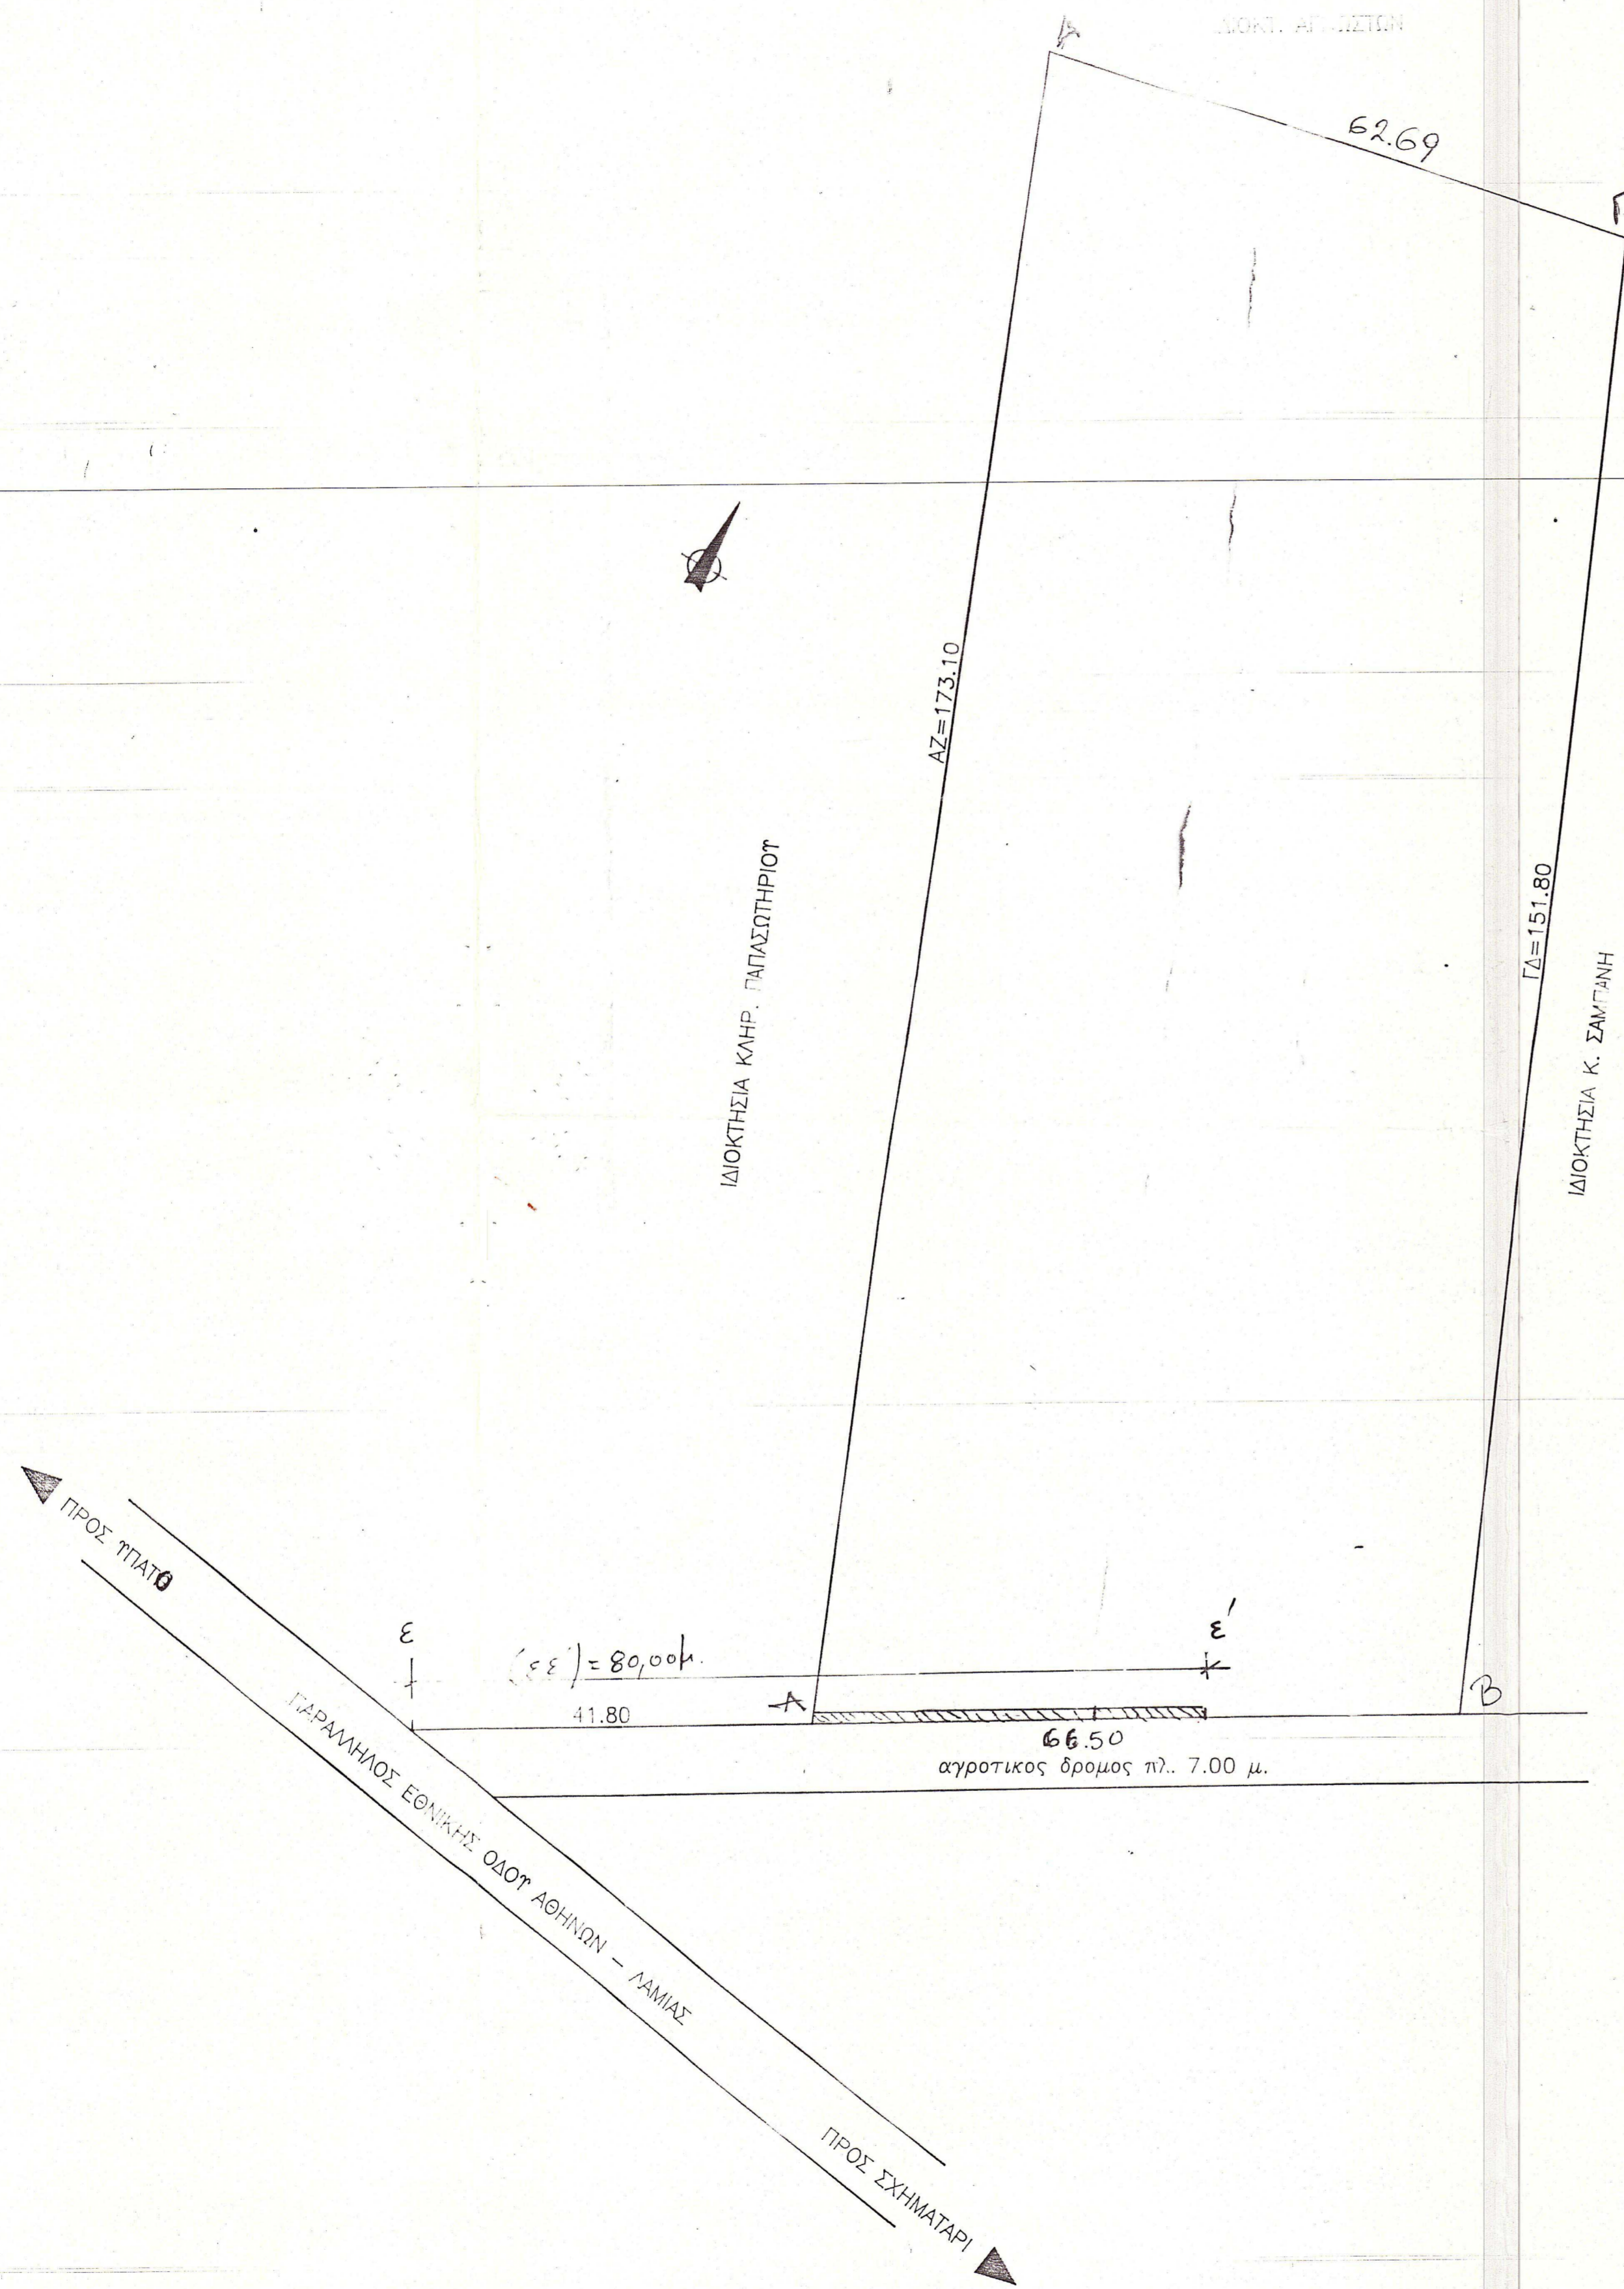 62.69
Γ
ΑΖ=173.10
ΙΔΙΟΚΤΗΣΙΑ ΚΛΗΡ. ΠΑΠΑΣΩΤΗΡΙΟΥ
ΓΔ=151.80
ΙΔΙΟΚΤΗΣΙΑ Κ. ΣΑΜΠΑΝΗ
ΠΡΟΣ ΥΠΑΤΟ
ε
ε'
=80,00μ.
41.80
Α
Β
66.50
αγροτικος δρομος πλ. 7.00 μ.
ΠΑΡΑΛΛΗΛΟΣ ΕΘΝΙΚΗΣ ΟΔΟΥ ΑΘΗΝΩΝ – ΛΑΜΙΑΣ
ΠΡΟΣ ΣΧΗΜΑΤΑΡΙ